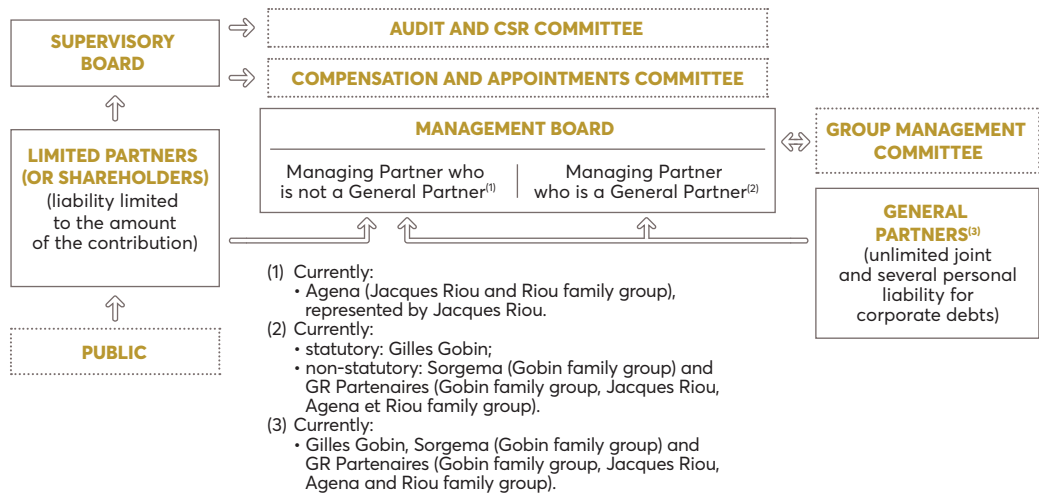 SUPERVISORY
BOARD
AUDIT AND CSR COMMITTEE
COMPENSATION AND APPOINTMENTS COMMITTEE
LIMITED PARTNERS
(OR SHAREHOLDERS)
(liability limited
to the amount
of the contribution)
PUBLIC
MANAGEMENT BOARD
Managing Partner who
is not a General Partner(1)
Managing Partner
who is a General Partner(2)
GROUP MANAGEMENT
COMMITTEE
GENERAL
PARTNERS(3)
(unlimited joint
and several personal
liability for
corporate debts)
(1) Currently:
• Agena (Jacques Riou and Riou family group),
represented by Jacques Riou.
(2) Currently:
• statutory: Gilles Gobin;
• non-statutory: Sorgema (Gobin family group) and
GR Partenaires (Gobin family group, Jacques Riou,
Agena et Riou family group).
(3) Currently:
• Gilles Gobin, Sorgema (Gobin family group) and
GR Partenaires (Gobin family group, Jacques Riou,
Agena and Riou family group).